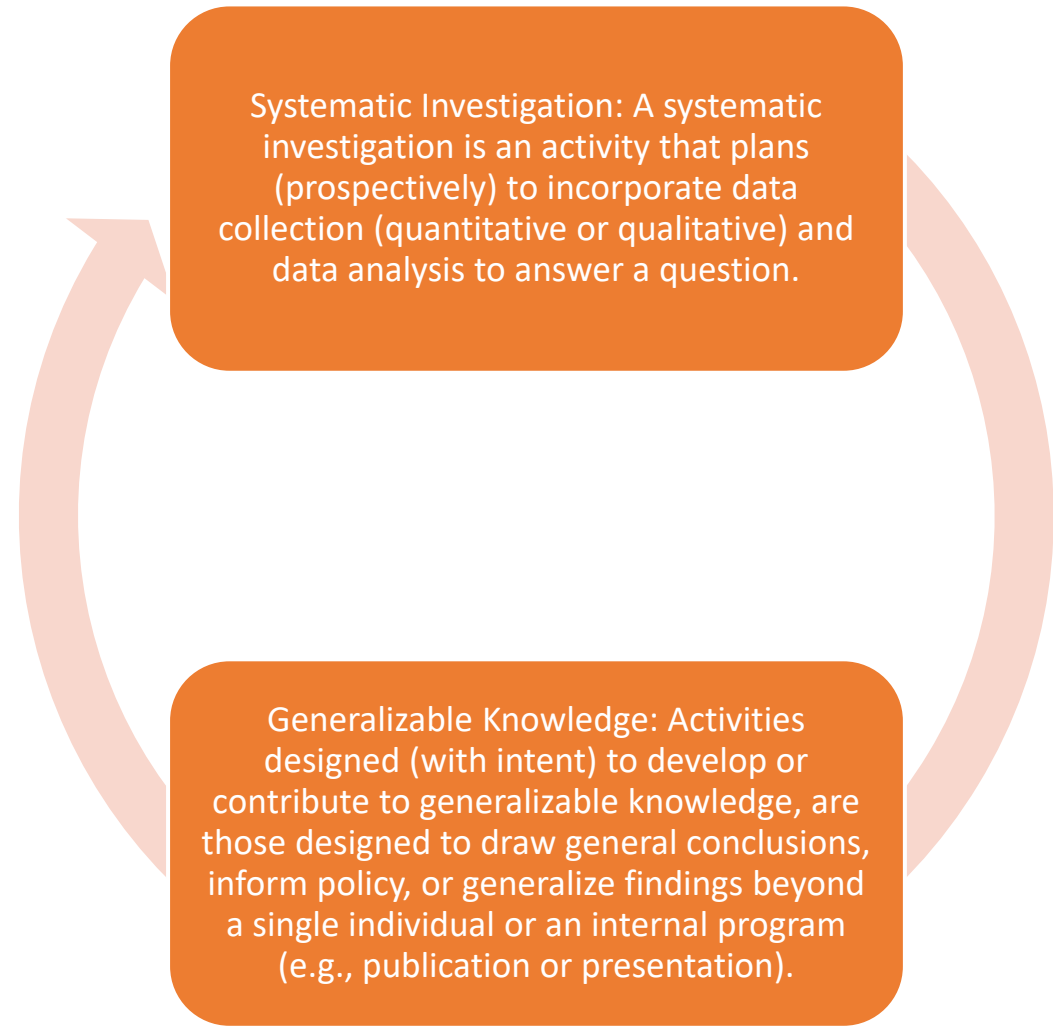 Systematic Investigation: A systematic
investigation is an activity that plans
(prospectively) to incorporate data
collection (quantitative or qualitative) and
data analysis to answer a question.
Generalizable Knowledge: Activities
designed (with intent) to develop or
contribute to generalizable knowledge, are
those designed to draw general conclusions,
inform policy, or generalize findings beyond
a single individual or an internal program
(e.g., publication or presentation).